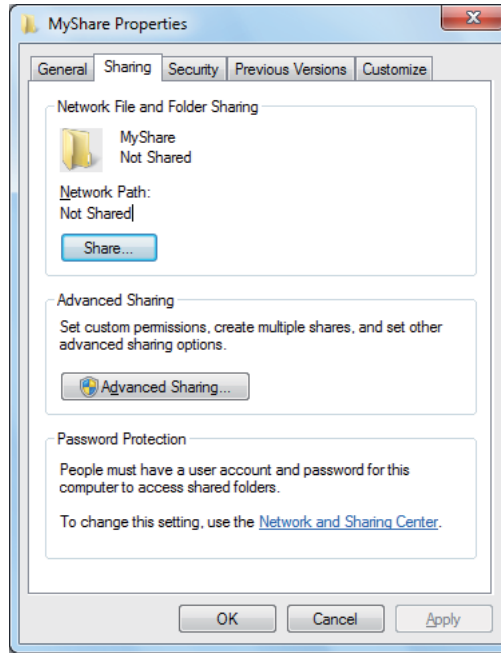 MyShare Properties
General Sharing Security Previous Versions Customize
Network File and Folder Sharing
MyShare
Not Shared
Network Path:
Not Shared
Share...
Advanced Sharing
Set custom permissions, create multiple shares, and set other
advanced sharing options.
Advanced Sharing...
Password Protection
People must have a user account and password for this
computer to access shared folders.
To change this setting, use the Network and Sharing Center.
OK Cancel Apply